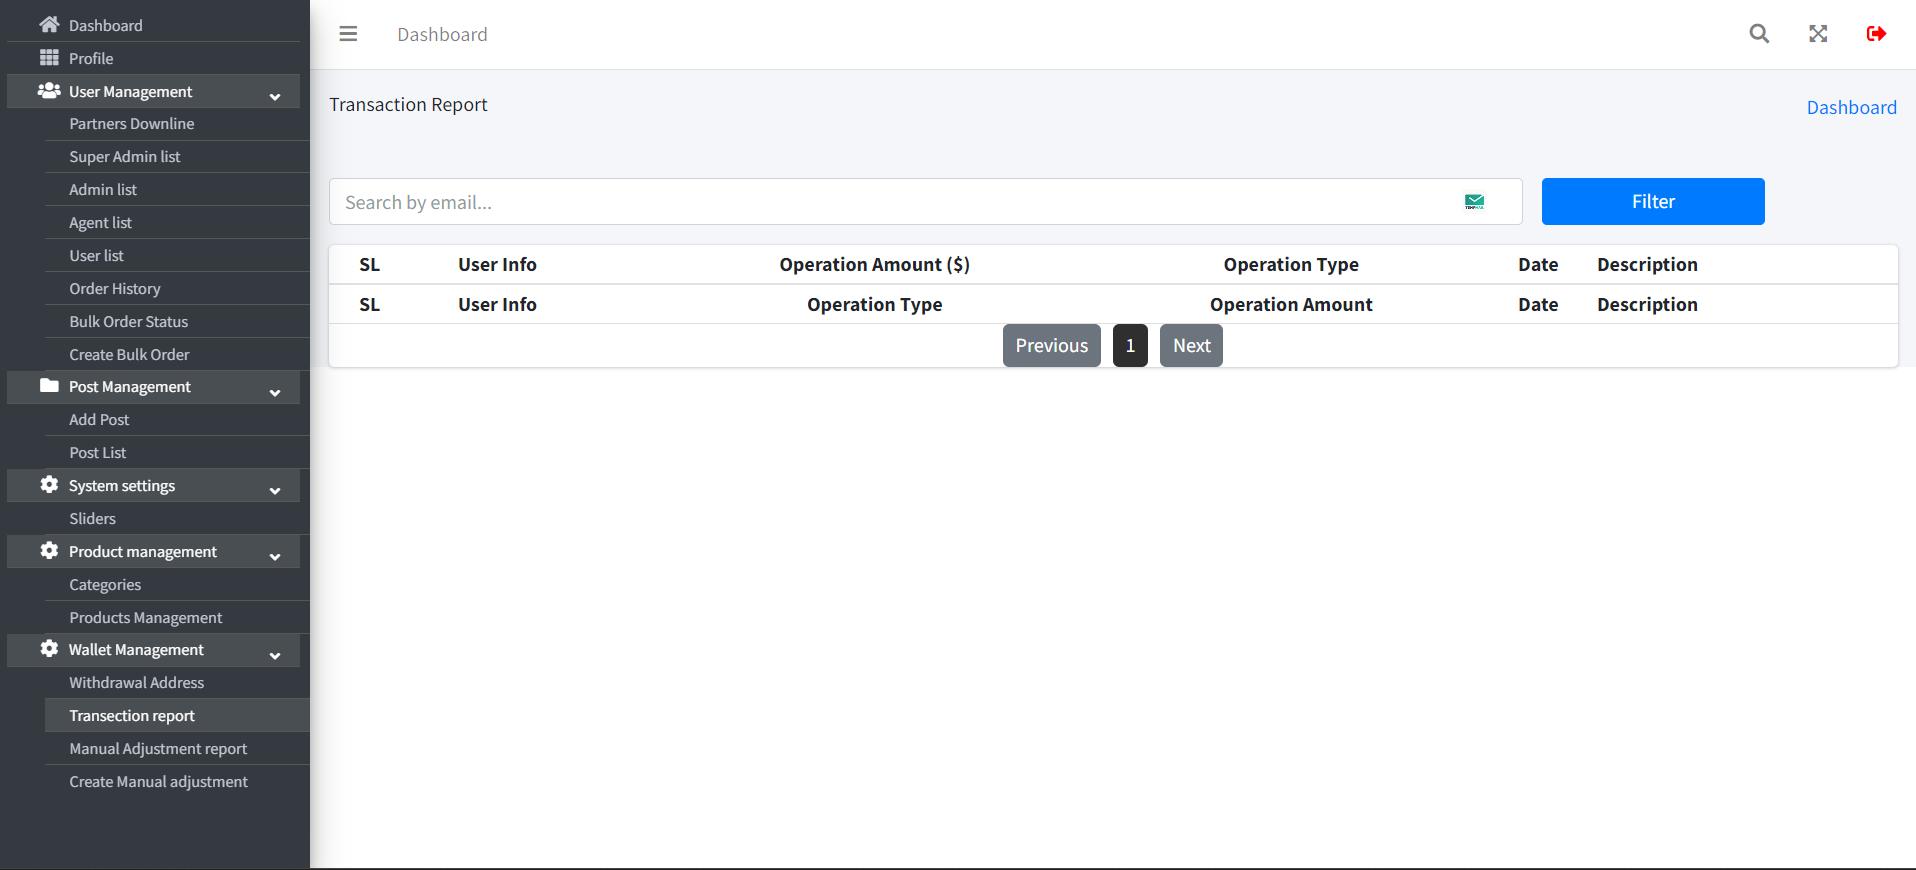 Dashboard
Profile
User Management
Partners Downline
Super Admin list
Admin list
Agent list
User list
Order History
Bulk Order Status
Create Bulk Order
Post Management
Add Post
Post List
System settings
Sliders
Product management
Categories
Products Management
Wallet Management
Withdrawal Address
Transection report
Manual Adjustment report
Create Manual adjustment
Dashboard
Transaction Report
Dashboard
Search by email...
Filter
SL User Info Operation Amount ($) Operation Type Date Description
SL User Info Operation Type Operation Amount Date Description
Previous 1 Next